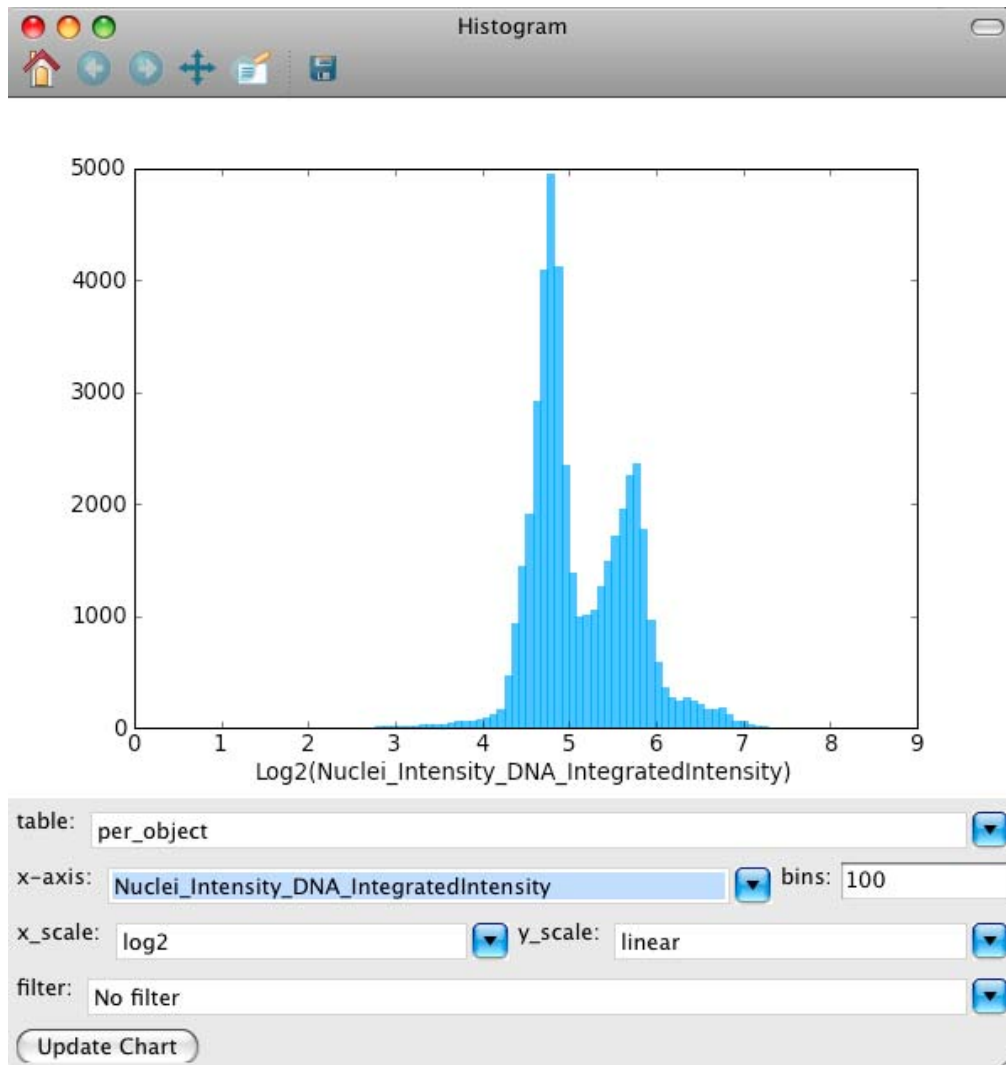 Histogram
5000
4000
3000
2000
1000
0
0 1 2 3 4 5 6 7 8 9
Log2(Nuclei_Intensity_DNA_IntegratedIntensity)
table: per_object
x-axis: Nuclei_Intensity_DNA_IntegratedIntensity bins: 100
x_scale: log2 y_scale: linear
filter: No filter
Update Chart